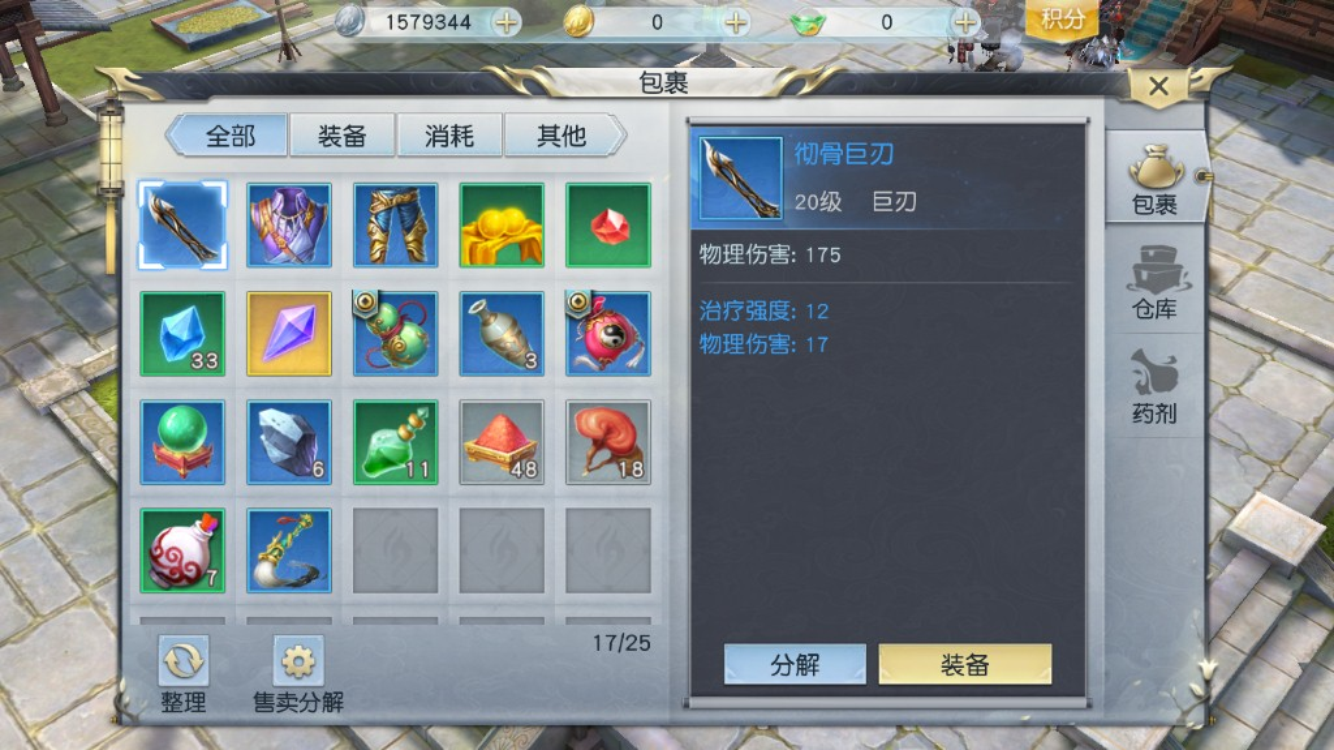 1579344
0
0
积分
包裹
全部
装备
消耗
其他
33
3
6
11
48
18
7
17/25
整理
售卖分解
彻骨巨刃
20级 巨刃
物理伤害: 175
治疗强度: 12
物理伤害: 17
分解
装备
包裹
仓库
药剂